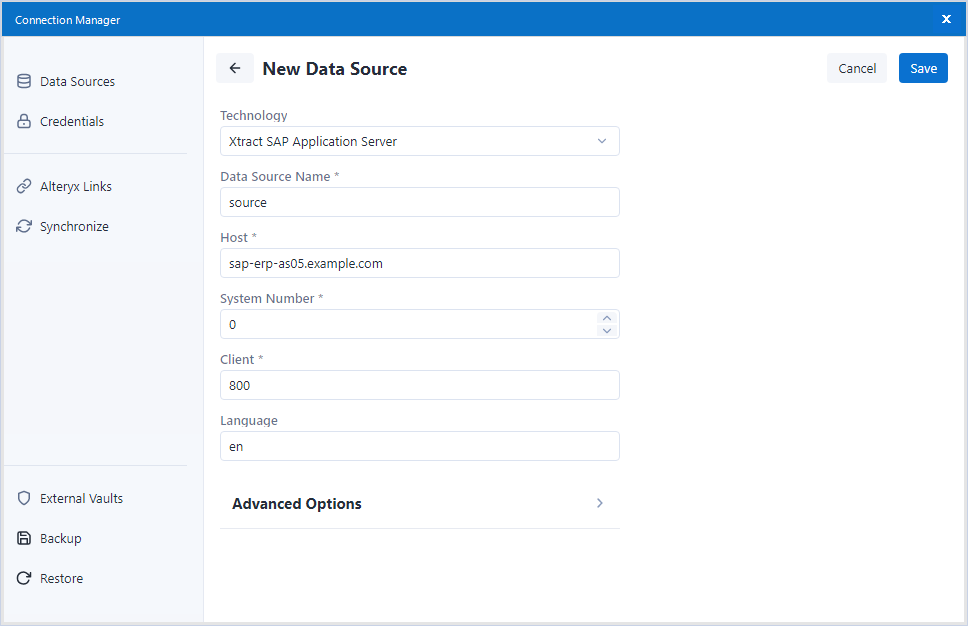 Connection Manager
Data Sources
Credentials
Alteryx Links
Synchronize
External Vaults
Backup
Restore
New Data Source
Cancel
Save
Technology
Xtract SAP Application Server
Data Source Name *
source
Host *
sap-erp-as05.example.com
System Number *
0
Client *
800
Language
en
Advanced Options